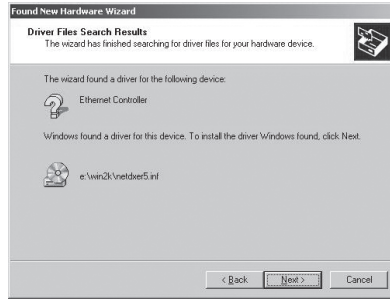 Found New Hardware Wizard
Driver Files Search Results
The wizard has finished searching for driver files for your hardware device.
The wizard found a driver for the following device:
Ethernet Controller
Windows found a driver for this device. To install the driver Windows found, click Next.
e:\win2k\netdxer5.inf
< Back Next > Cancel